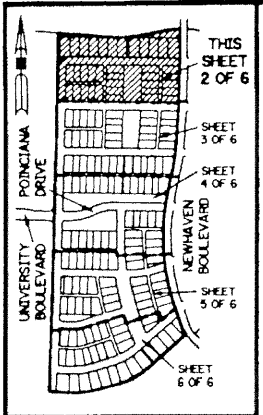 THIS
SHEET
2 OF 6
SHEET
3 OF 6
SHEET
4 OF 6
POINCIANA
DRIVE
UNIVERSITY
BOULEVARD
NEWHAVEN
BOULEVARD
SHEET
5 OF 6
SHEET
6 OF 6